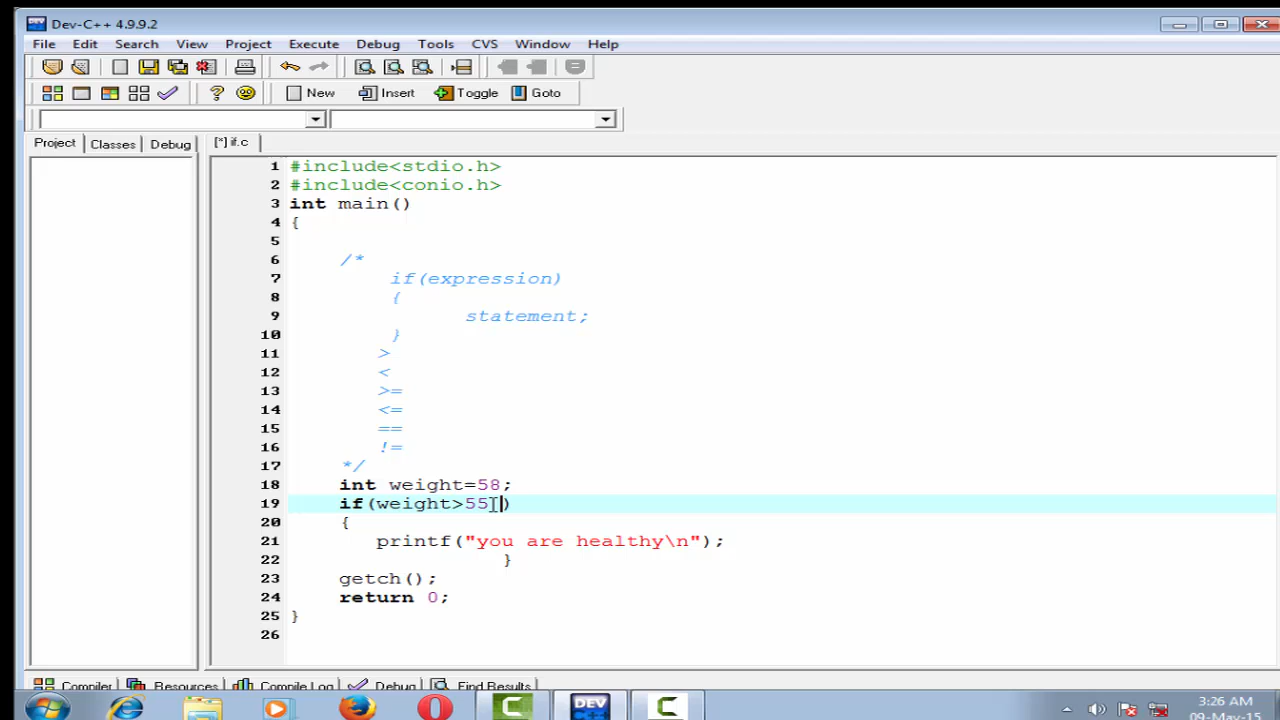 Dev-C++ 4.9.9.2
File Edit Search View Project Execute Debug Tools CVS Window Help
New Insert Toggle Goto
Project Classes Debug [*] if.c
1 #include<stdio.h>
2 #include<conio.h>
3 int main()
4 {
5
6 /*
7 if(expression)
8 {
9 statement;
10 }
11 >
12 <
13 >=
14 <=
15 ==
16 !=
17 */
18 int weight=58;
19 if(weight>55 )
20 {
21 printf("you are healthy\n");
22 }
23 getch();
24 return 0;
25 }
26
Compiler Resources Compile Log Debug Find Results
DEV
3:26 AM
09-May-15